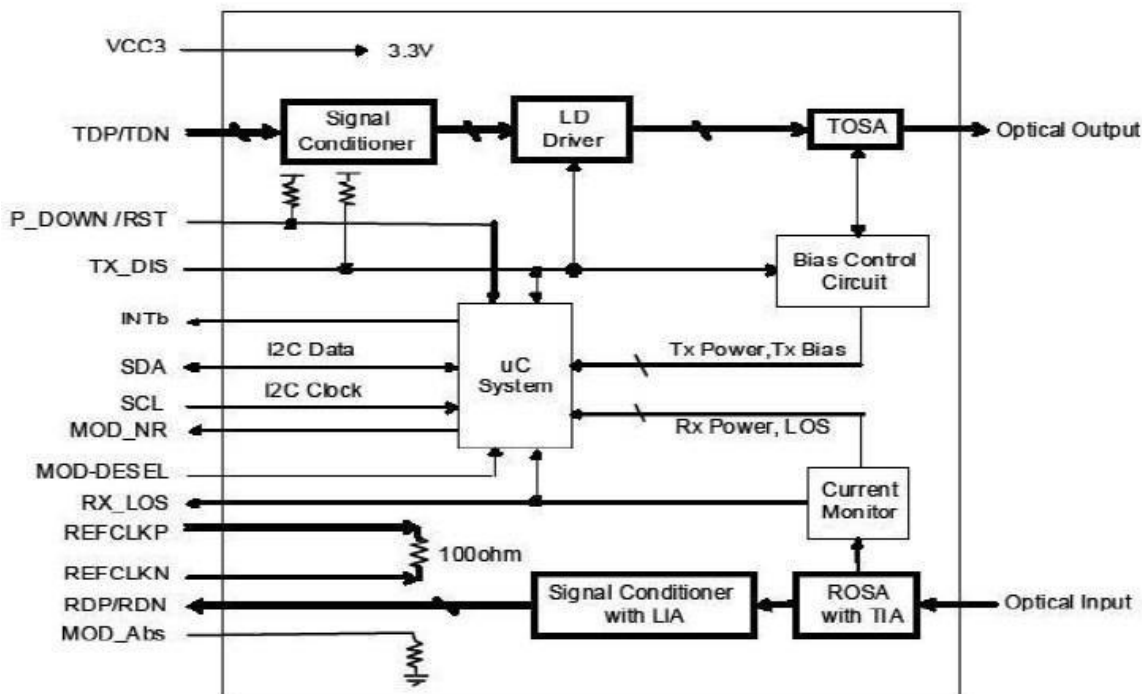 VCC3
3.3V
TDP/TDN
Signal
Conditioner
LD
Driver
TOSA
Optical Output
P_DOWN /RST
TX_DIS
Bias Control
Circuit
INTb
SDA
I2C Data
uC
System
Tx Power,Tx Bias
SCL
I2C Clock
MOD_NR
Rx Power, LOS
MOD-DESEL
RX_LOS
Current
Monitor
REFCLKP
100ohm
REFCLKN
RDP/RDN
Signal Conditioner
with LIA
ROSA
with TIA
Optical Input
MOD_Abs